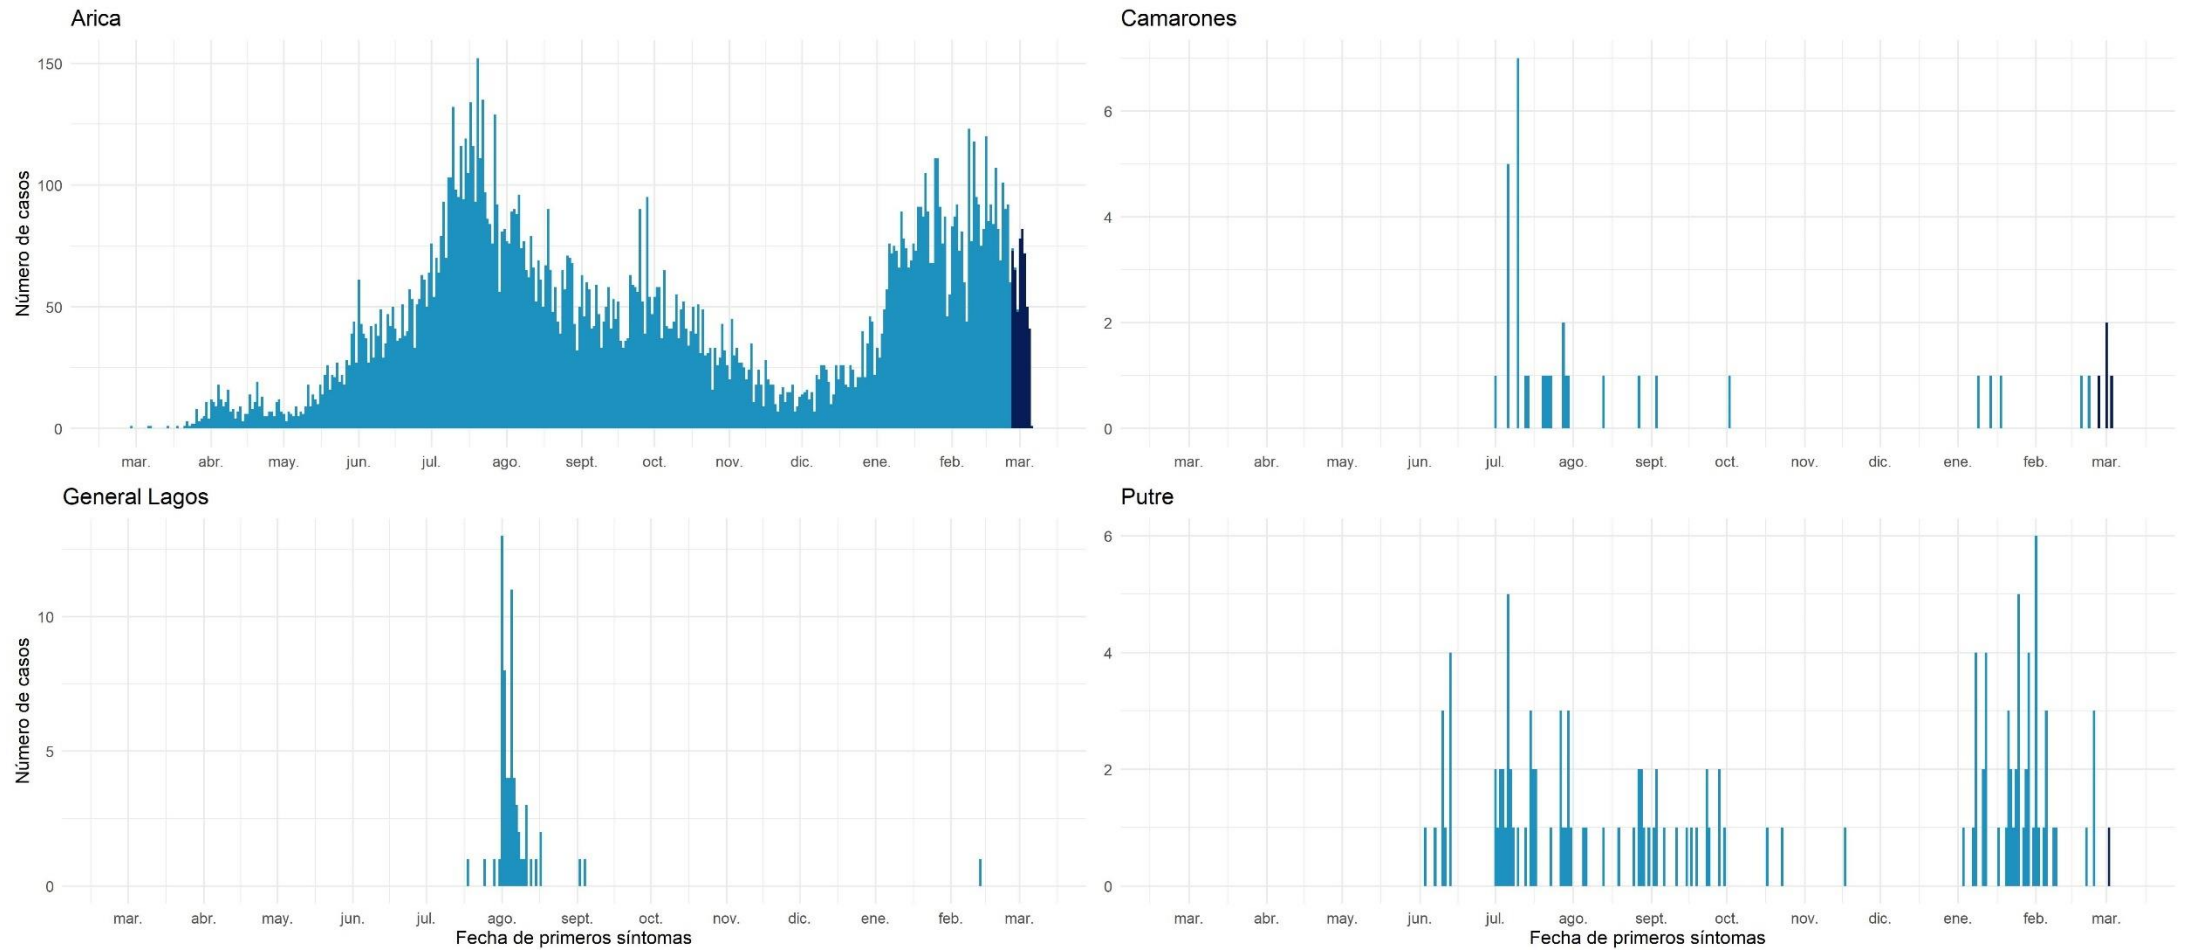 Arica
Número de casos
150
100
50
0
mar. abr. may. jun. jul. ago. sept. oct. nov. dic. ene. feb. mar.
Camarones
6
4
2
0
mar. abr. may. jun. jul. ago. sept. oct. nov. dic. ene. feb. mar.
General Lagos
Número de casos
10
5
0
mar. abr. may. jun. jul. ago. sept. oct. nov. dic. ene. feb. mar.
Fecha de primeros síntomas
Putre
6
4
2
0
mar. abr. may. jun. jul. ago. sept. oct. nov. dic. ene. feb. mar.
Fecha de primeros síntomas